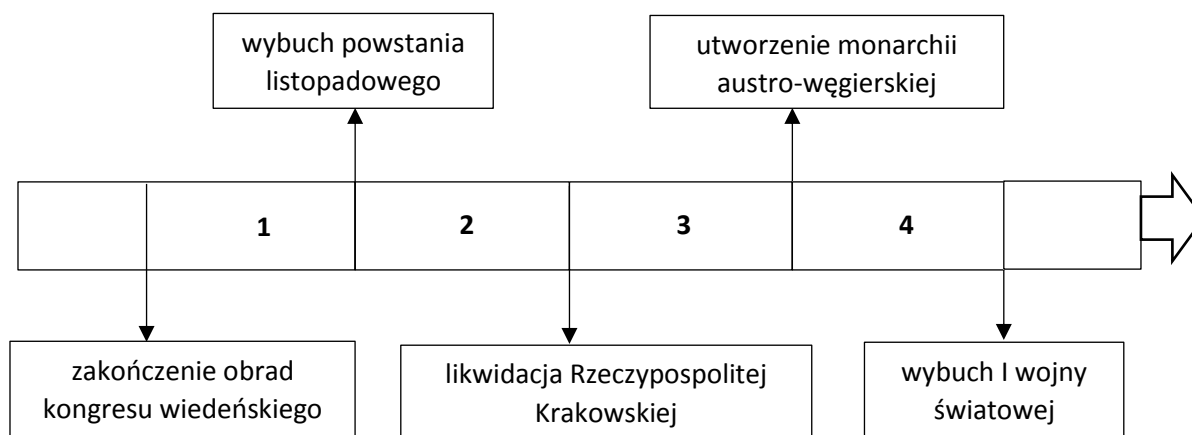 wybuch powstania
listopadowego
utworzenie monarchii
austro-węgierskiej
1
2
3
4
zakończenie obrad
kongresu wiedeńskiego
likwidacja Rzeczypospolitej
Krakowskiej
wybuch I wojny
światowej